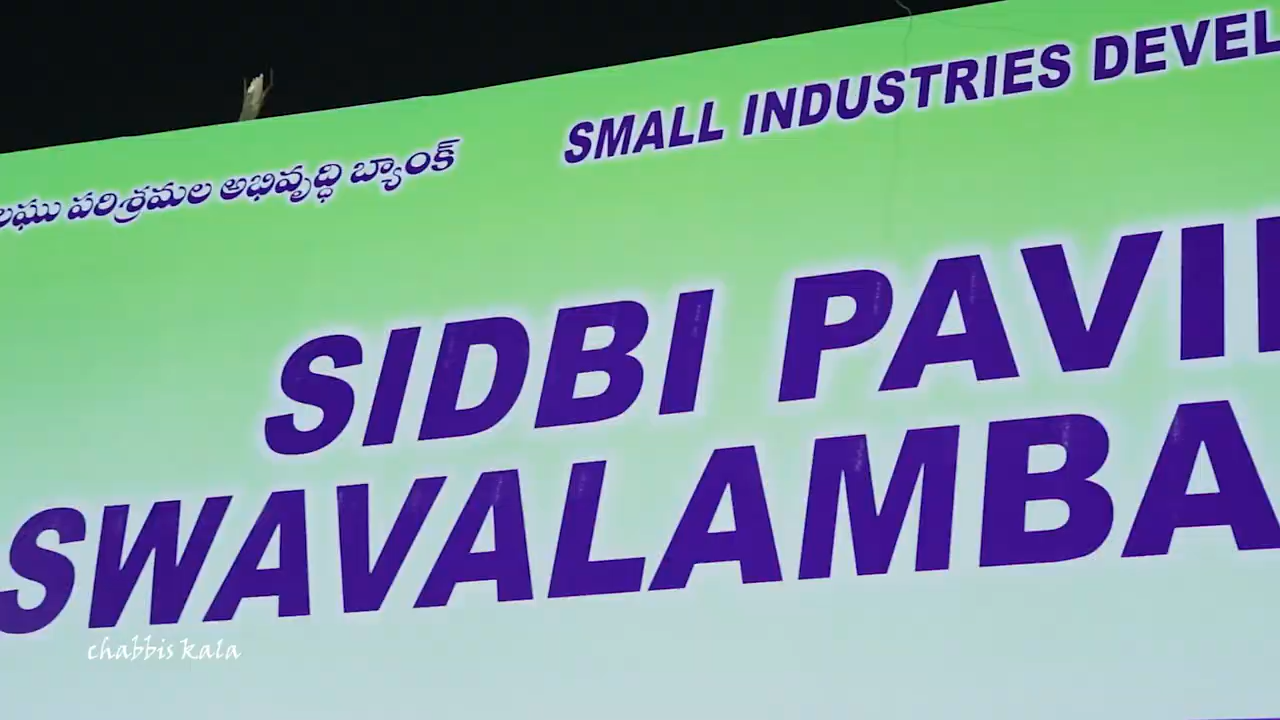 లఘు పరిశ్రమల అభివృద్ధి బ్యాంక్
SMALL INDUSTRIES DEVEL
SIDBI PAVI
SWAVALAMBA
chabbis kala